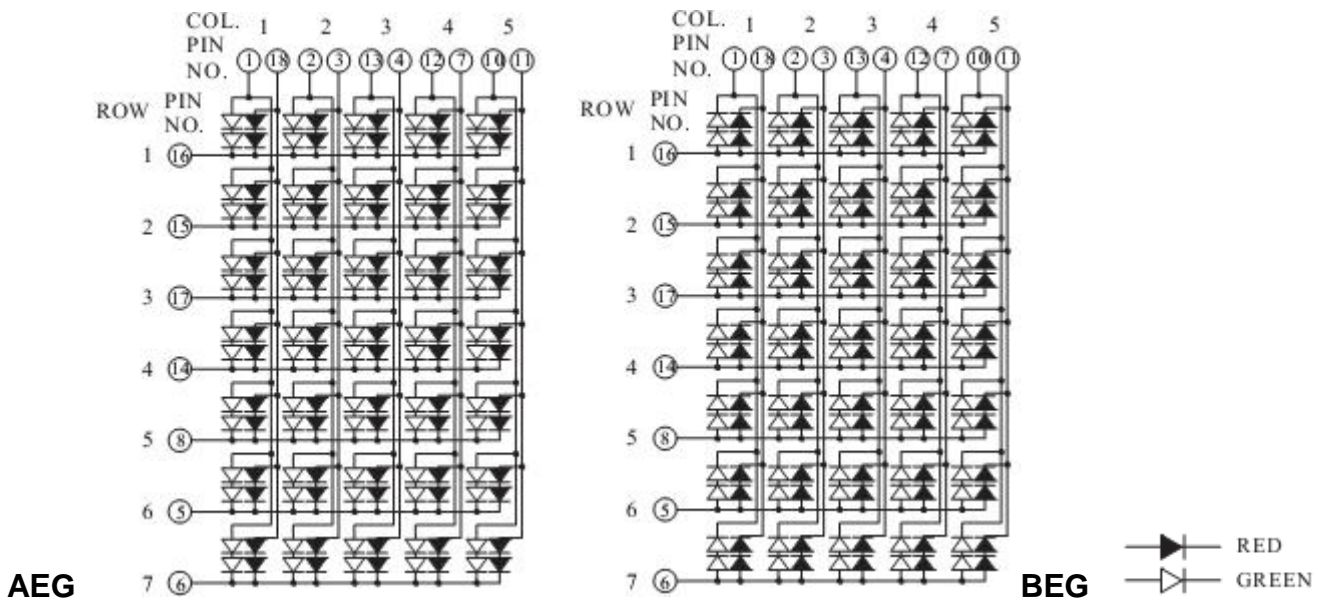 COL. 1 2 3 4 5
PIN
NO. 1 18 2 3 13 4 12 7 10 11
ROW PIN
NO.
1 16
2 15
3 17
4 14
5 8
6 5
7 6
AEG
COL. 1 2 3 4 5
PIN
NO. 1 18 2 3 13 4 12 7 10 11
ROW PIN
NO.
1 16
2 15
3 17
4 14
5 8
6 5
7 6
BEG
RED
GREEN